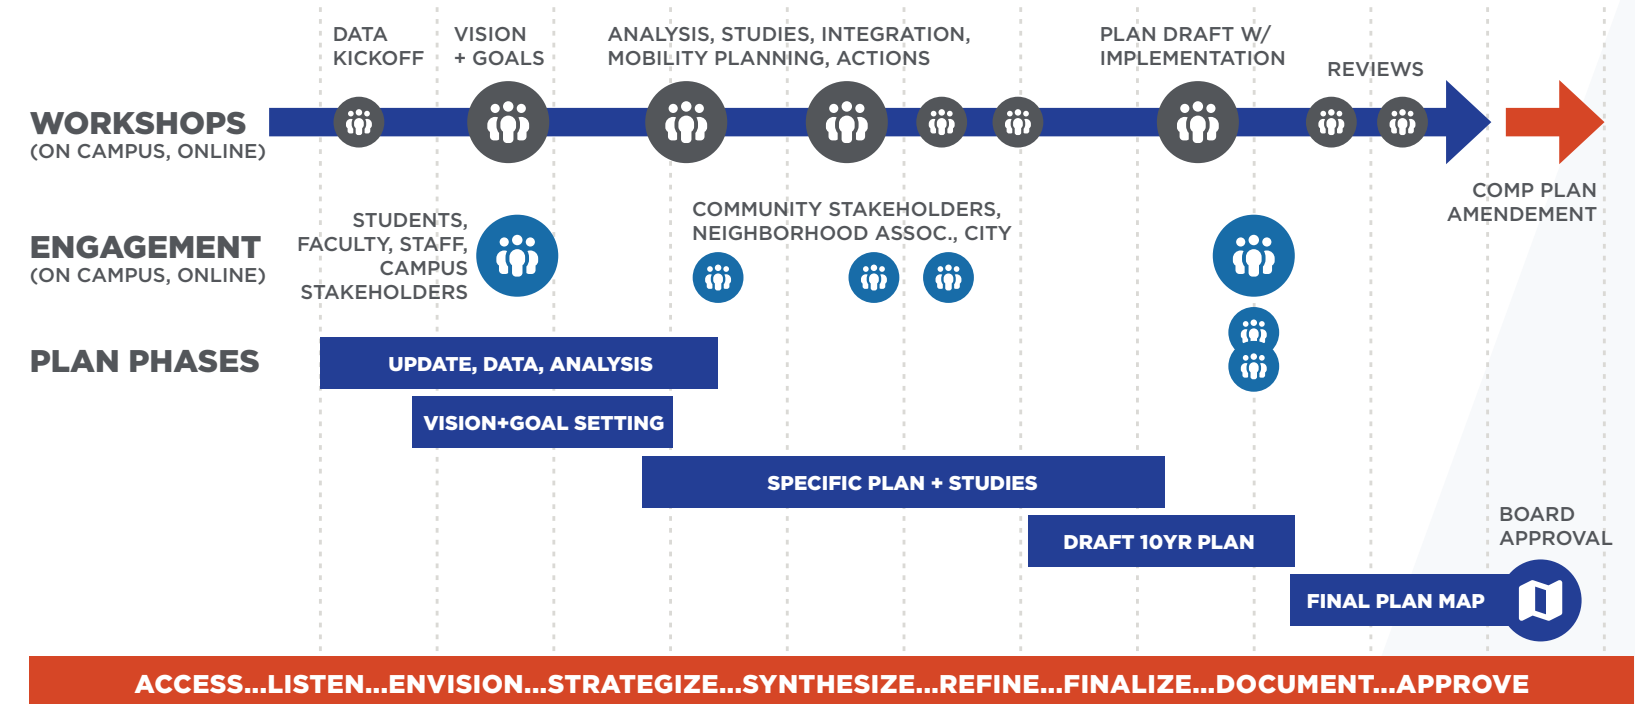 DATA
KICKOFF
VISION
+ GOALS
ANALYSIS, STUDIES, INTEGRATION,
MOBILITY PLANNING, ACTIONS
PLAN DRAFT W/
IMPLEMENTATION
REVIEWS
WORKSHOPS
(ON CAMPUS, ONLINE)
COMP PLAN
AMENDEMENT
ENGAGEMENT
(ON CAMPUS, ONLINE)
STUDENTS,
FACULTY, STAFF,
CAMPUS
STAKEHOLDERS
COMMUNITY STAKEHOLDERS,
NEIGHBORHOOD ASSOC., CITY
PLAN PHASES
UPDATE, DATA, ANALYSIS
VISION+GOAL SETTING
SPECIFIC PLAN + STUDIES
DRAFT 10YR PLAN
BOARD
APPROVAL
FINAL PLAN MAP
ACCESS...LISTEN...ENVISION...STRATEGIZE...SYNTHESIZE...REFINE...FINALIZE...DOCUMENT...APPROVE